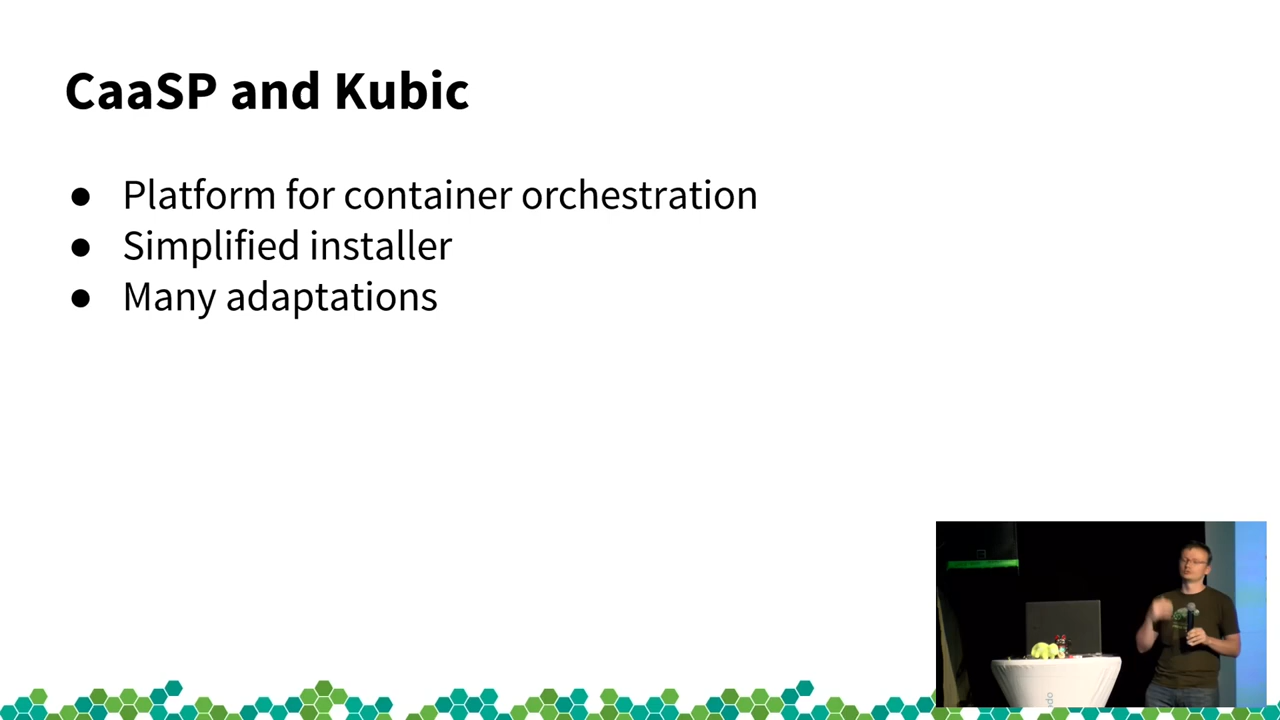 CaaSP and Kubic
● Platform for container orchestration
● Simplified installer
● Many adaptations